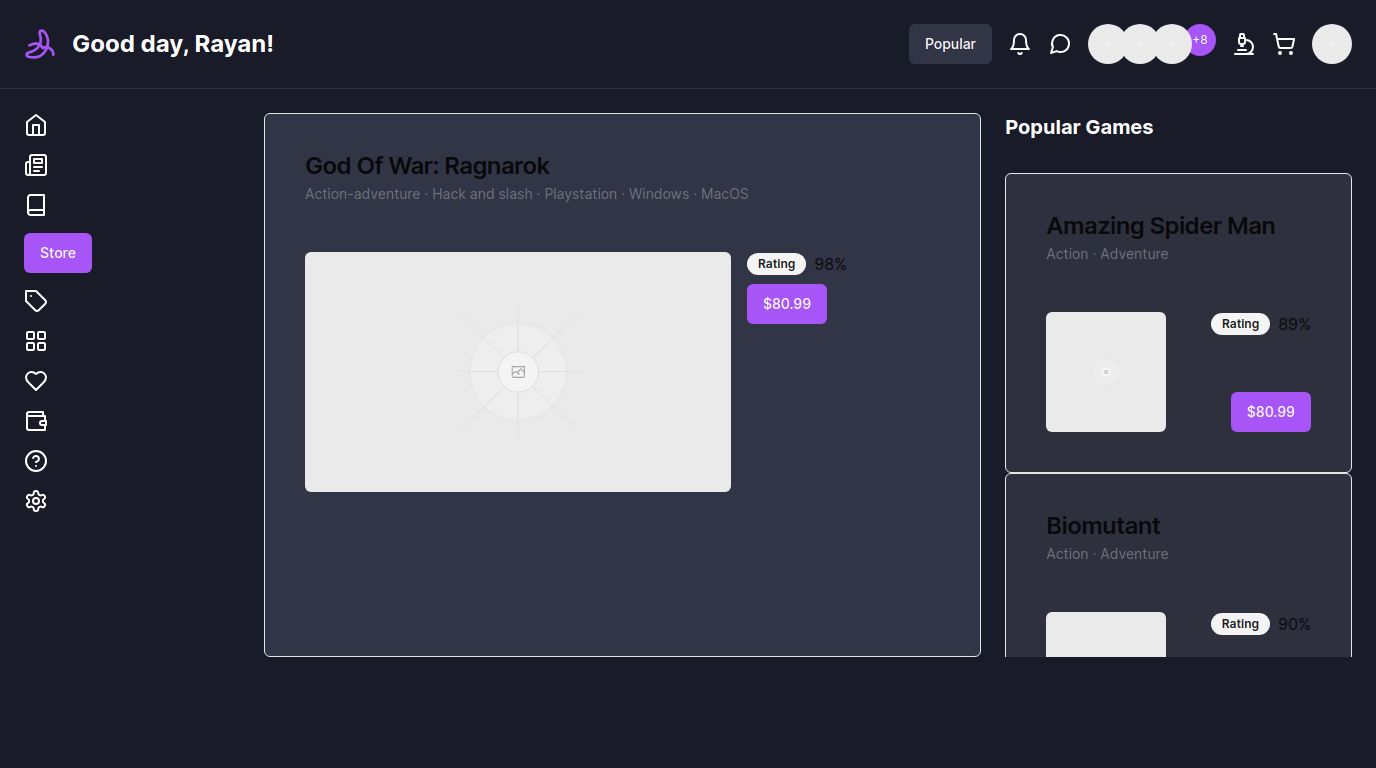 Good day, Rayan!
Popular
+8
Store
God Of War: Ragnarok
Action-adventure · Hack and slash · Playstation · Windows · MacOS
Rating 98%
$80.99
Popular Games
Amazing Spider Man
Action · Adventure
Rating 89%
$80.99
Biomutant
Action · Adventure
Rating 90%